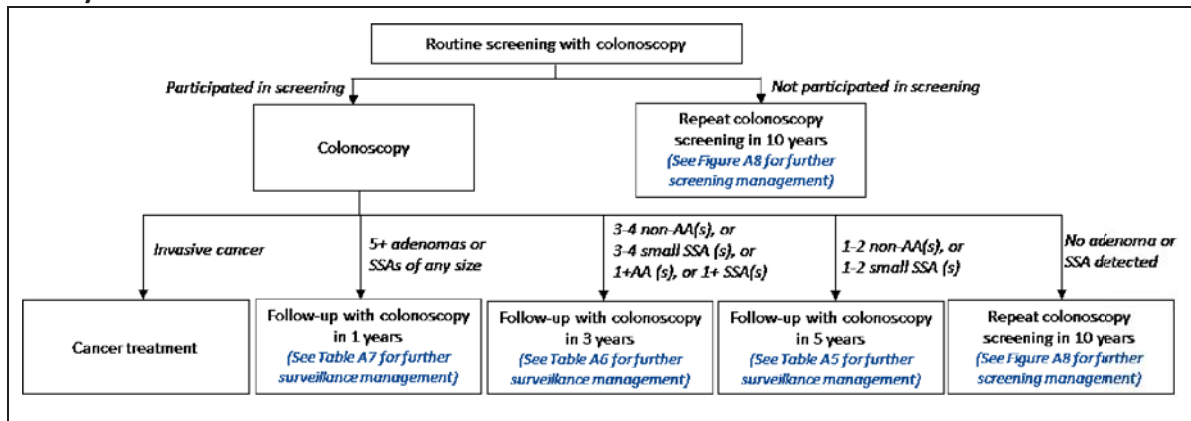 Routine screening with colonoscopy
Participated in screening
Not participated in screening
Colonoscopy
Repeat colonoscopy
screening in 10 years
(See Figure A8 for further
screening management)
Invasive cancer
5+ adenomas or
SSAs of any size
3-4 non-AA(s), or
3-4 small SSA (s), or
1+AA (s), or 1+ SSA(s)
1-2 non-AA(s), or
1-2 small SSA (s)
No adenoma or
SSA detected
Cancer treatment
Follow-up with colonoscopy
in 1 years
(See Table A7 for further
surveillance management)
Follow-up with colonoscopy
in 3 years
(See Table A6 for further
surveillance management)
Follow-up with colonoscopy
in 5 years
(See Table A5 for further
surveillance management)
Repeat colonoscopy
screening in 10 years
(See Figure A8 for further
screening management)